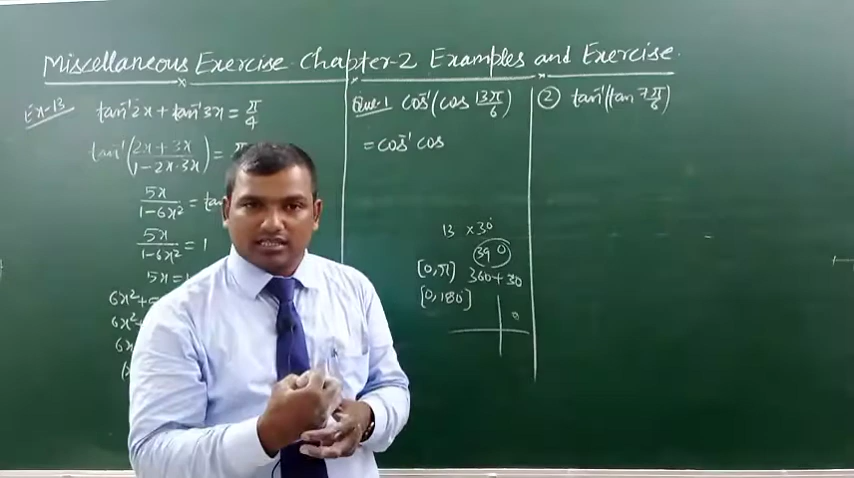 Miscellaneous Exercise Chapter-2 Examples and Exercise.
Ex-13
tan⁻¹2x + tan⁻¹3x = π/4
tan⁻¹((2x+3x)/(1-2x·3x)) =
5x/(1-6x²) = tan
5x/(1-6x²) = 1
5x =
6x²+
6x²
6x
Que.1 cos⁻¹(cos 13π/6)
= cos⁻¹ cos
13 × 30°
390
[0,π] 360+30
[0,180°]
② tan⁻¹(tan 7π/6)